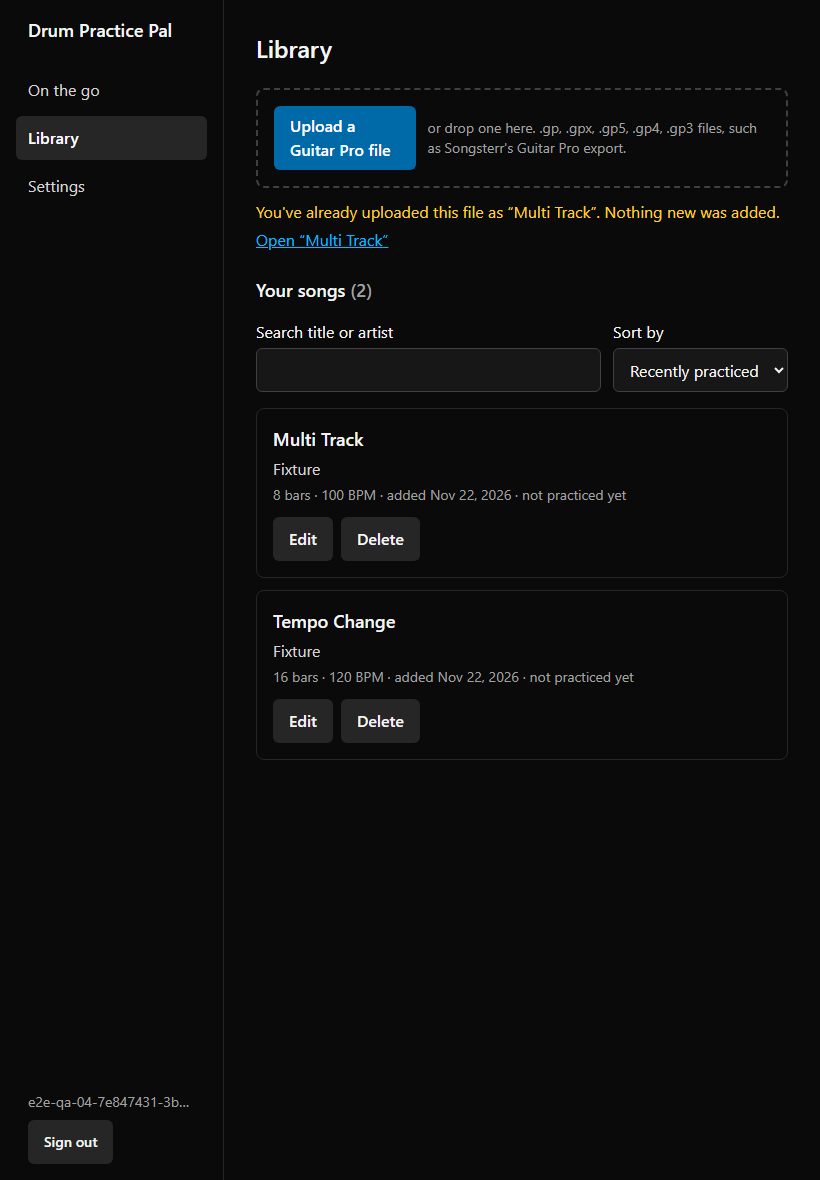 Drum Practice Pal
On the go
Library
Settings
Library
Upload a
Guitar Pro file
or drop one here. .gp, .gpx, .gp5, .gp4, .gp3 files, such
as Songsterr's Guitar Pro export.
You've already uploaded this file as “Multi Track”. Nothing new was added.
Open “Multi Track”
Your songs (2)
Search title or artist
Sort by
Recently practiced
Multi Track
Fixture
8 bars · 100 BPM · added Nov 22, 2026 · not practiced yet
Edit
Delete
Tempo Change
Fixture
16 bars · 120 BPM · added Nov 22, 2026 · not practiced yet
Edit
Delete
e2e-qa-04-7e847431-3b...
Sign out